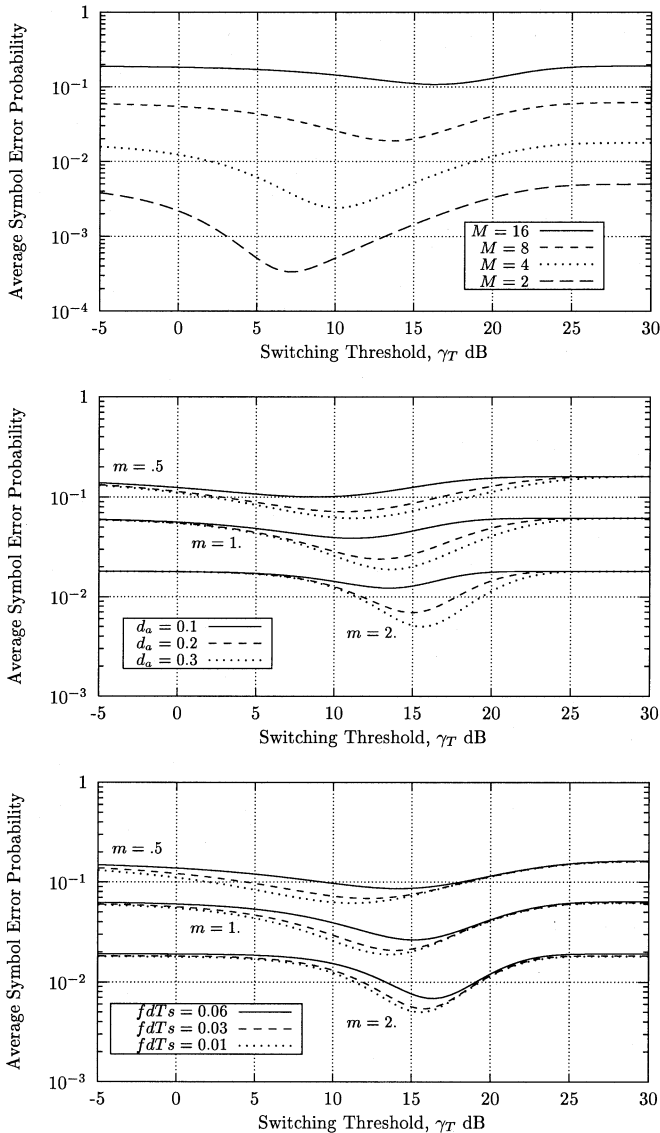 Average Symbol Error Probability
1
10⁻¹
10⁻²
10⁻³
10⁻⁴
M = 16
M = 8
M = 4
M = 2
-5 0 5 10 15 20 25 30
Switching Threshold, γ_T dB
Average Symbol Error Probability
1
10⁻¹
10⁻²
10⁻³
m = .5
m = 1.
m = 2.
d_a = 0.1
d_a = 0.2
d_a = 0.3
-5 0 5 10 15 20 25 30
Switching Threshold, γ_T dB
Average Symbol Error Probability
1
10⁻¹
10⁻²
10⁻³
m = .5
m = 1.
m = 2.
fdTs = 0.06
fdTs = 0.03
fdTs = 0.01
-5 0 5 10 15 20 25 30
Switching Threshold, γ_T dB